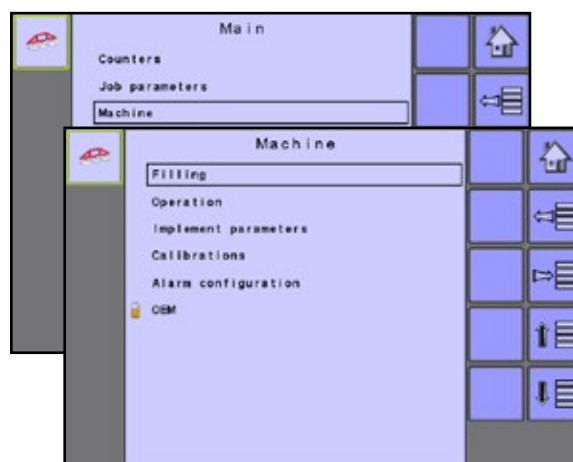 Main
Counters
Job parameters
Machine
Machine
Filling
Operation
Implement parameters
Calibrations
Alarm configuration
OEM